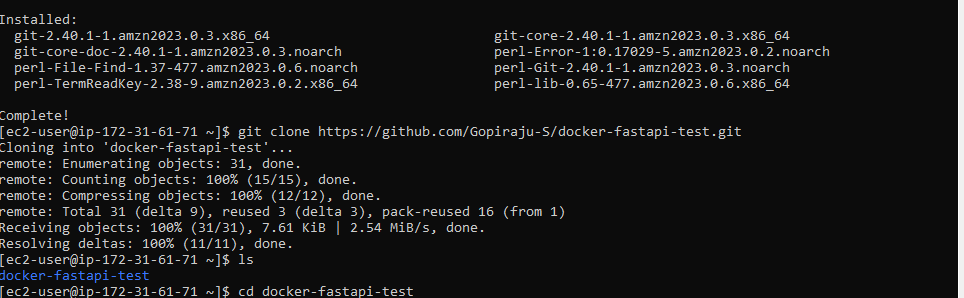 Installed:
git-2.40.1-1.amzn2023.0.3.x86_64 git-core-2.40.1-1.amzn2023.0.3.x86_64
git-core-doc-2.40.1-1.amzn2023.0.3.noarch perl-Error-1:0.17029-5.amzn2023.0.2.noarch
perl-File-Find-1.37-477.amzn2023.0.6.noarch perl-Git-2.40.1-1.amzn2023.0.3.noarch
perl-TermReadKey-2.38-9.amzn2023.0.2.x86_64 perl-lib-0.65-477.amzn2023.0.6.x86_64
Complete!
[ec2-user@ip-172-31-61-71 ~]$ git clone https://github.com/Gopiraju-S/docker-fastapi-test.git
Cloning into 'docker-fastapi-test'...
remote: Enumerating objects: 31, done.
remote: Counting objects: 100% (15/15), done.
remote: Compressing objects: 100% (12/12), done.
remote: Total 31 (delta 9), reused 3 (delta 3), pack-reused 16 (from 1)
Receiving objects: 100% (31/31), 7.61 KiB | 2.54 MiB/s, done.
Resolving deltas: 100% (11/11), done.
[ec2-user@ip-172-31-61-71 ~]$ ls
docker-fastapi-test
[ec2-user@ip-172-31-61-71 ~]$ cd docker-fastapi-test